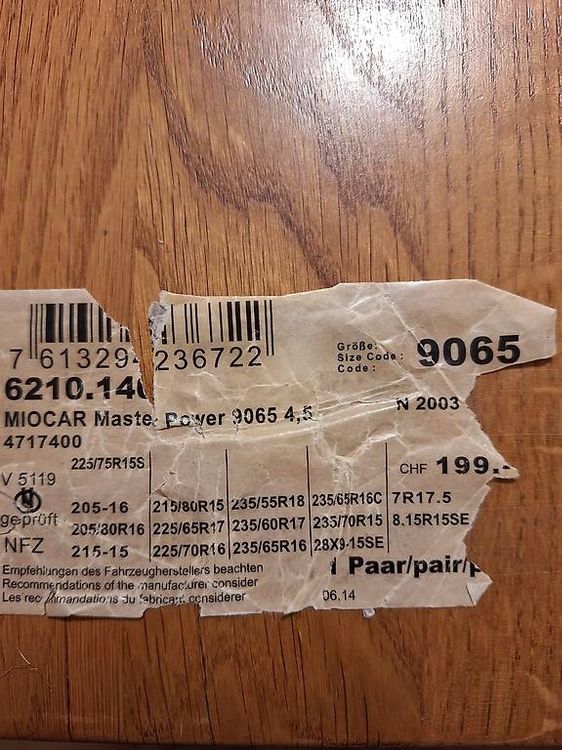 7 613294 236722
Größe:
Size Code:
Code:
9065
6210.140
MIOCAR Master Power 9065 4,5
N 2003
4717400
CHF 199.-
V 5119
geprüft
NFZ
225/75R15S
205-16 215/80R15 235/55R18 235/65R16C 7R17.5
205/80R16 225/65R17 235/60R17 235/70R15 8.15R15SE
215-15 225/70R16 235/65R16 28X9-15SE
Empfehlungen des Fahrzeugherstellers beachten
Recommendations of the manufacturer consider
Les recommandations du fabricant considerer
1 Paar/pair/p
06.14